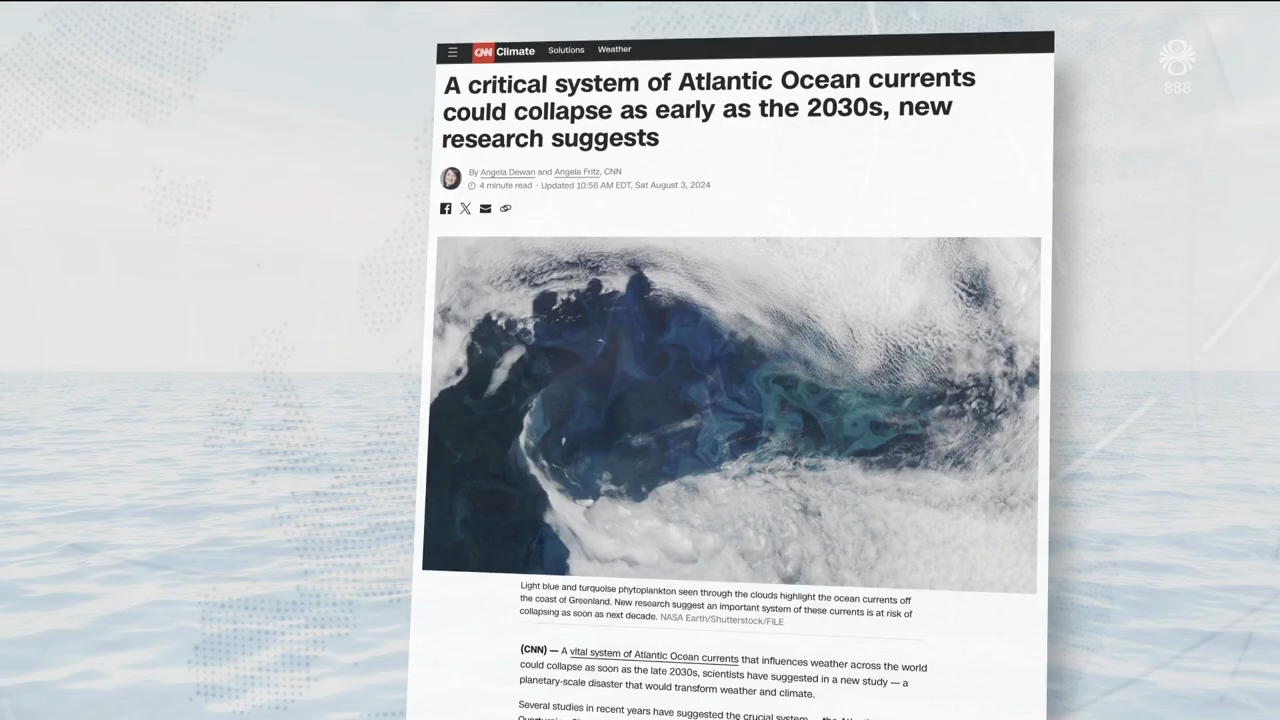 CNN Climate Solutions Weather
888
A critical system of Atlantic Ocean currents
could collapse as early as the 2030s, new
research suggests
By Angela Dewan and Angela Fritz, CNN
4 minute read · Updated 10:56 AM EDT, Sat August 3, 2024
Light blue and turquoise phytoplankton seen through the clouds highlight the ocean currents off
the coast of Greenland. New research suggest an important system of these currents is at risk of
collapsing as soon as next decade. NASA Earth/Shutterstock/FILE
(CNN) — A vital system of Atlantic Ocean currents that influences weather across the world
could collapse as soon as the late 2030s, scientists have suggested in a new study — a
planetary-scale disaster that would transform weather and climate.
Several studies in recent years have suggested the crucial system — the